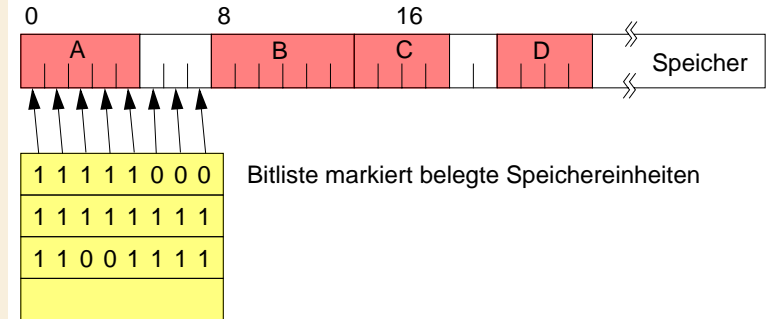 0 8 16
A B C D Speicher
1 1 1 1 1 0 0 0 Bitliste markiert belegte Speichereinheiten
1 1 1 1 1 1 1 1
1 1 0 0 1 1 1 1